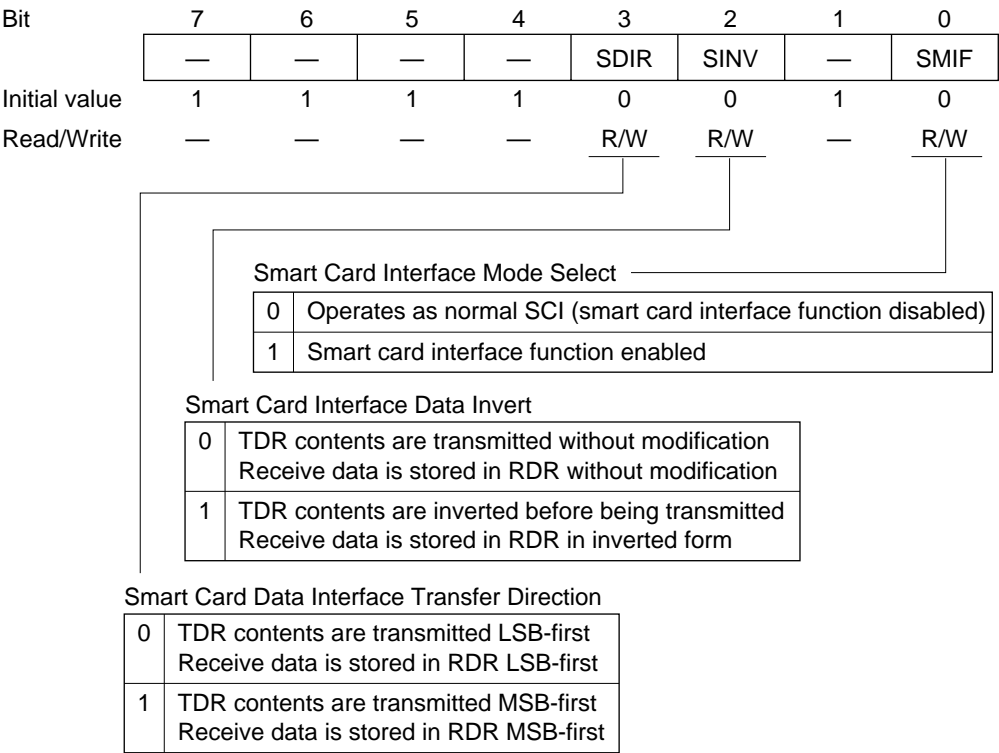 Bit 7 6 5 4 3 2 1 0
— — — — SDIR SINV — SMIF
Initial value 1 1 1 1 0 0 1 0
Read/Write — — — — R/W R/W — R/W
Smart Card Interface Mode Select
0 Operates as normal SCI (smart card interface function disabled)
1 Smart card interface function enabled
Smart Card Interface Data Invert
0 TDR contents are transmitted without modification
Receive data is stored in RDR without modification
1 TDR contents are inverted before being transmitted
Receive data is stored in RDR in inverted form
Smart Card Data Interface Transfer Direction
0 TDR contents are transmitted LSB-first
Receive data is stored in RDR LSB-first
1 TDR contents are transmitted MSB-first
Receive data is stored in RDR MSB-first